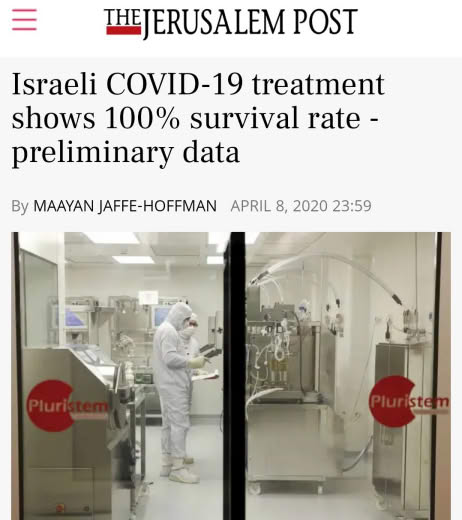 THE JERUSALEM POST
Israeli COVID-19 treatment
shows 100% survival rate -
preliminary data
By MAAYAN JAFFE-HOFFMAN APRIL 8, 2020 23:59
Pluristem
Pluristem